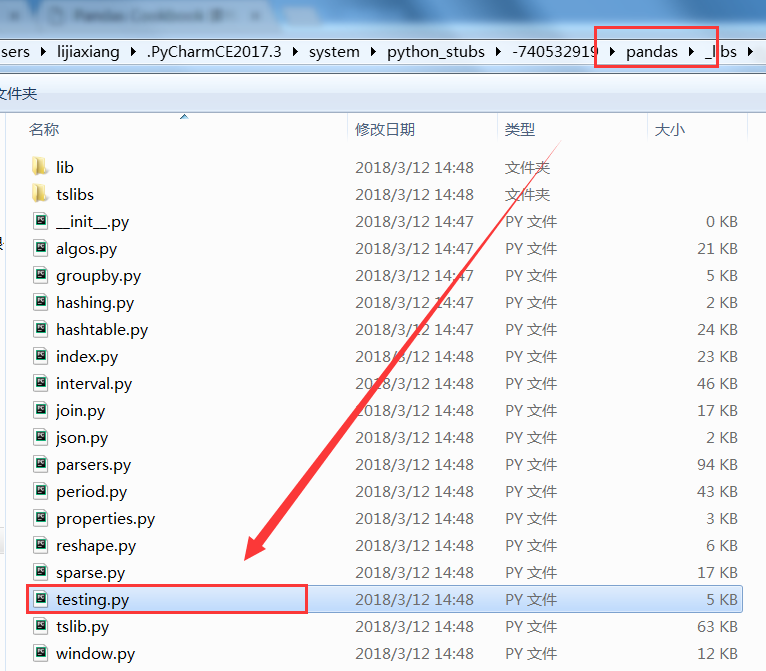 Pandas Cookbook
sers lijiaxiang .PyCharmCE2017.3 system python_stubs -740532919 pandas _libs
文件夹
名称 修改日期 类型 大小
lib 2018/3/12 14:48 文件夹
tslibs 2018/3/12 14:48 文件夹
__init__.py 2018/3/12 14:47 PY 文件 0 KB
algos.py 2018/3/12 14:48 PY 文件 21 KB
groupby.py 2018/3/12 14:47 PY 文件 5 KB
hashing.py 2018/3/12 14:47 PY 文件 2 KB
hashtable.py 2018/3/12 14:47 PY 文件 24 KB
index.py 2018/3/12 14:48 PY 文件 23 KB
interval.py 2018/3/12 14:48 PY 文件 46 KB
join.py 2018/3/12 14:48 PY 文件 17 KB
json.py 2018/3/12 14:48 PY 文件 2 KB
parsers.py 2018/3/12 14:48 PY 文件 94 KB
period.py 2018/3/12 14:48 PY 文件 43 KB
properties.py 2018/3/12 14:48 PY 文件 3 KB
reshape.py 2018/3/12 14:48 PY 文件 6 KB
sparse.py 2018/3/12 14:48 PY 文件 17 KB
testing.py 2018/3/12 14:48 PY 文件 5 KB
tslib.py 2018/3/12 14:48 PY 文件 63 KB
window.py 2018/3/12 14:48 PY 文件 12 KB